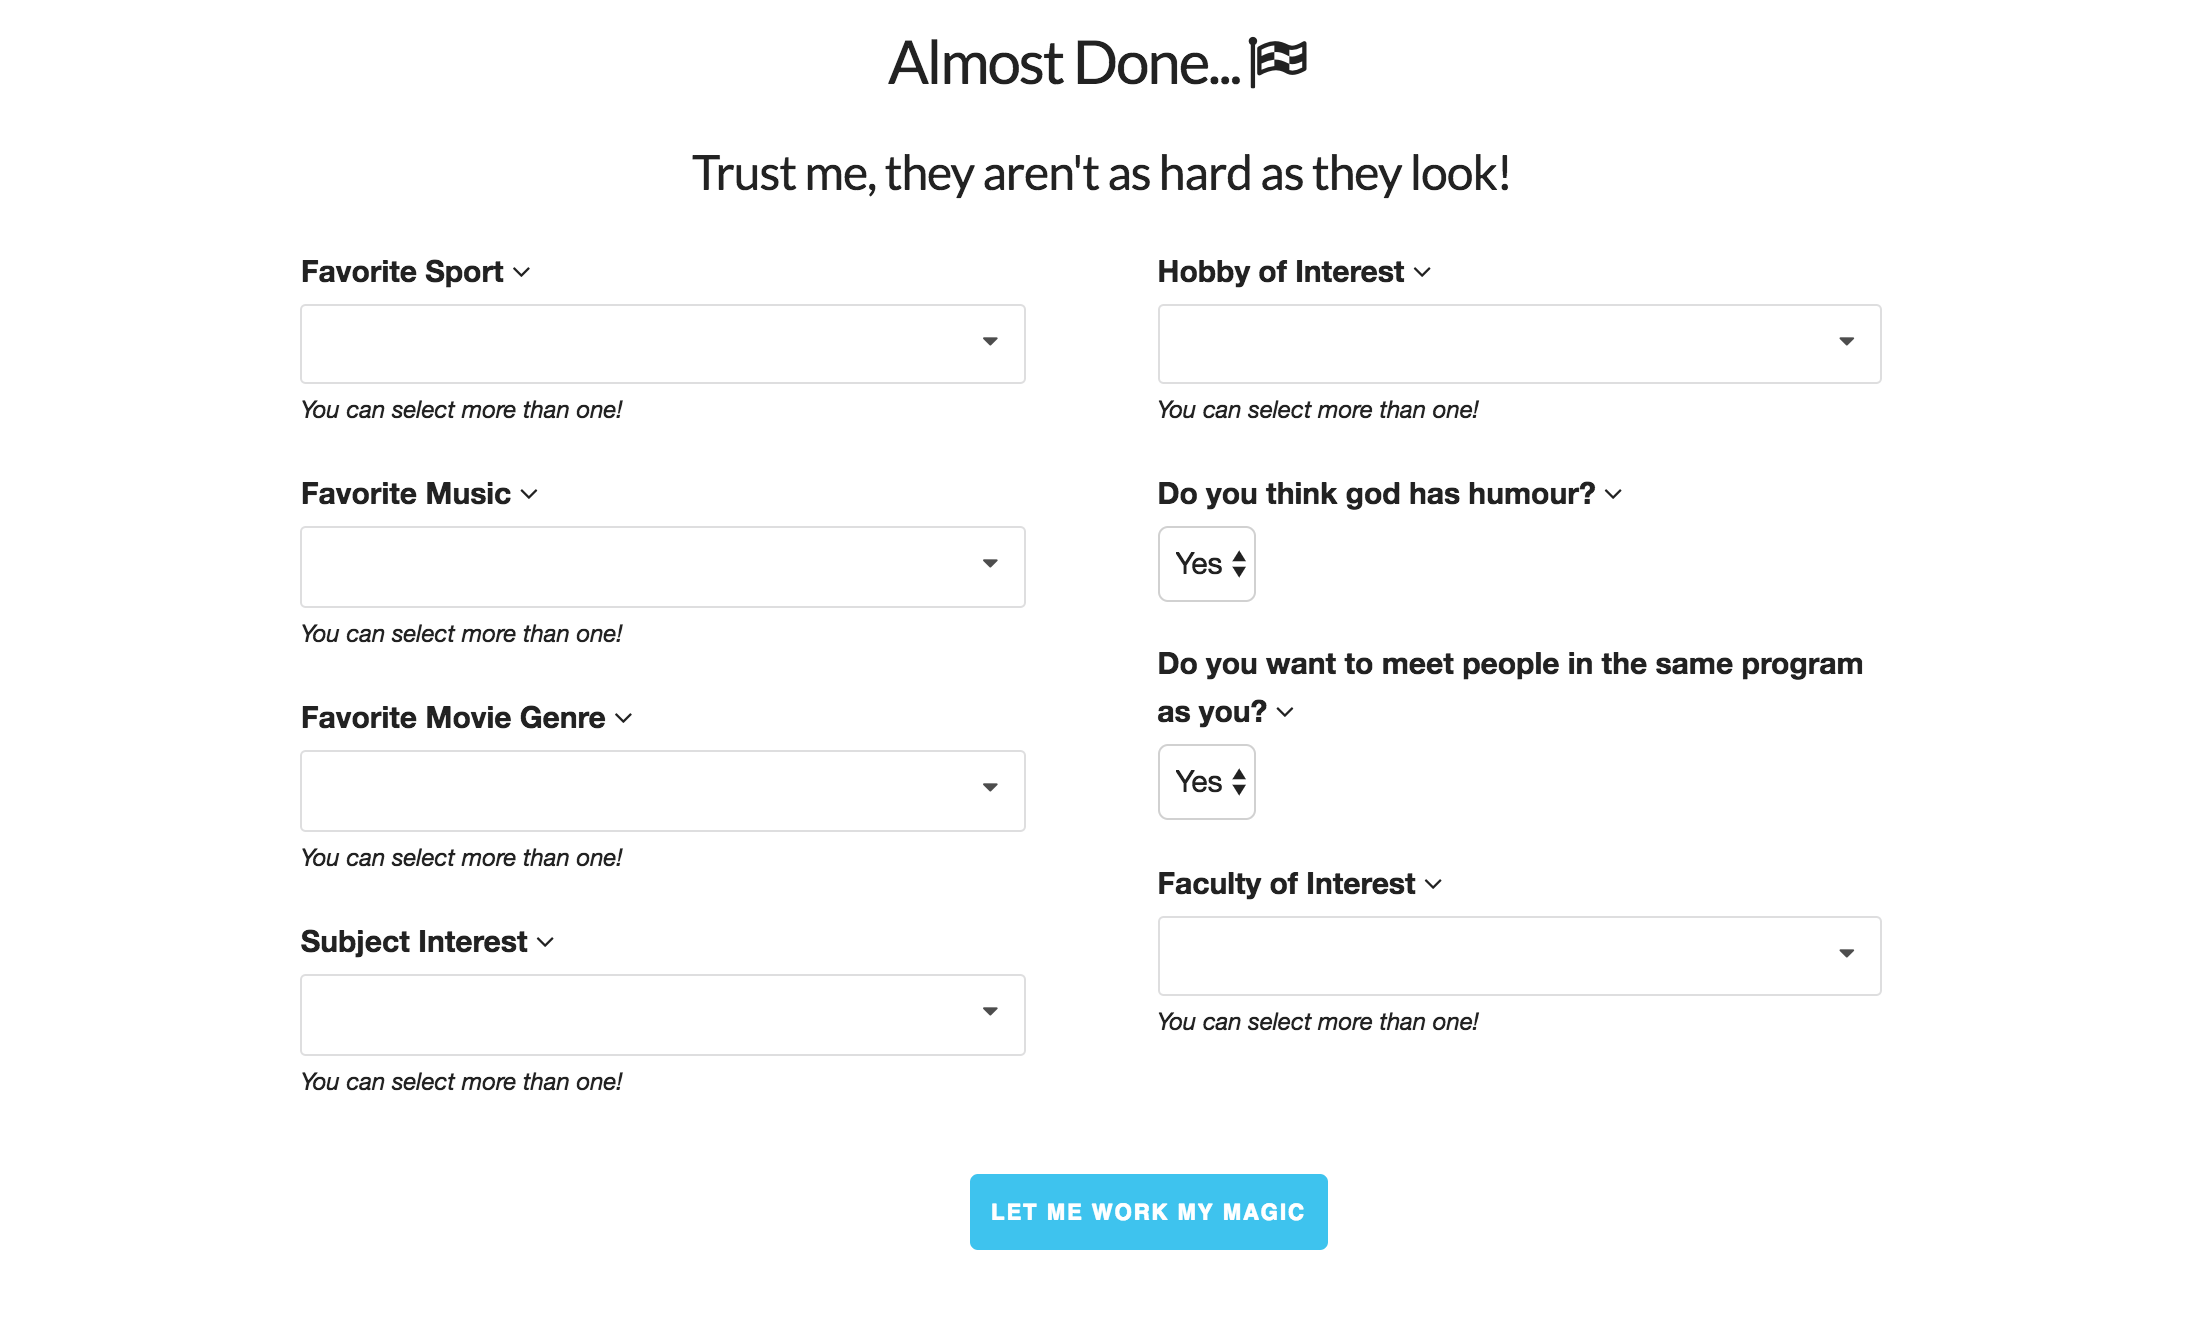 Almost Done...
Trust me, they aren't as hard as they look!
Favorite Sport
You can select more than one!
Favorite Music
You can select more than one!
Favorite Movie Genre
You can select more than one!
Subject Interest
You can select more than one!
Hobby of Interest
You can select more than one!
Do you think god has humour?
Yes
Do you want to meet people in the same program
as you?
Yes
Faculty of Interest
You can select more than one!
LET ME WORK MY MAGIC